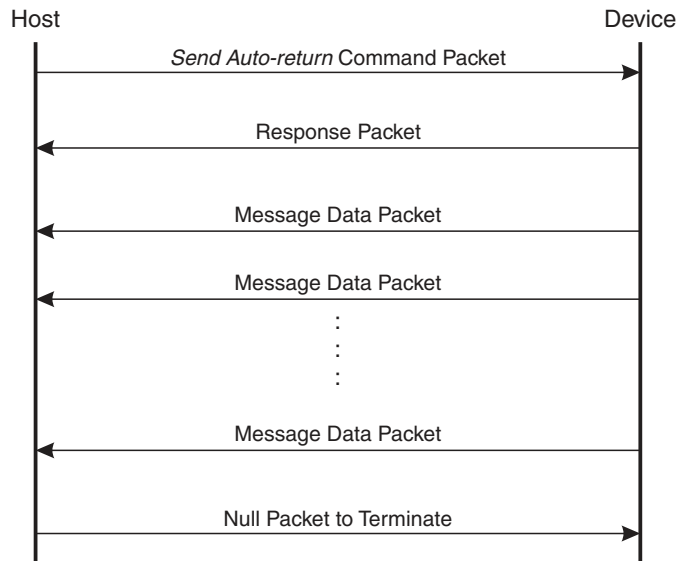 Host
Device
Send Auto-return Command Packet
Response Packet
Message Data Packet
Message Data Packet
Message Data Packet
Null Packet to Terminate